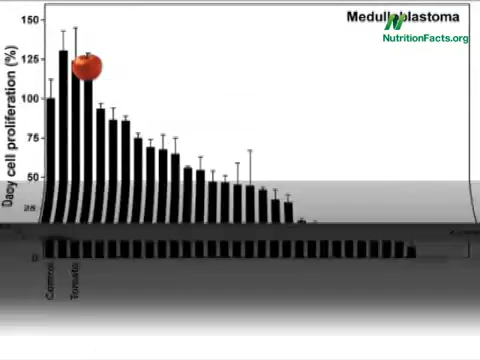 Medulloblastoma
NutritionFacts.org
Daoy cell proliferation (%)
150
125
100
75
50
25
0
Control
Tomato